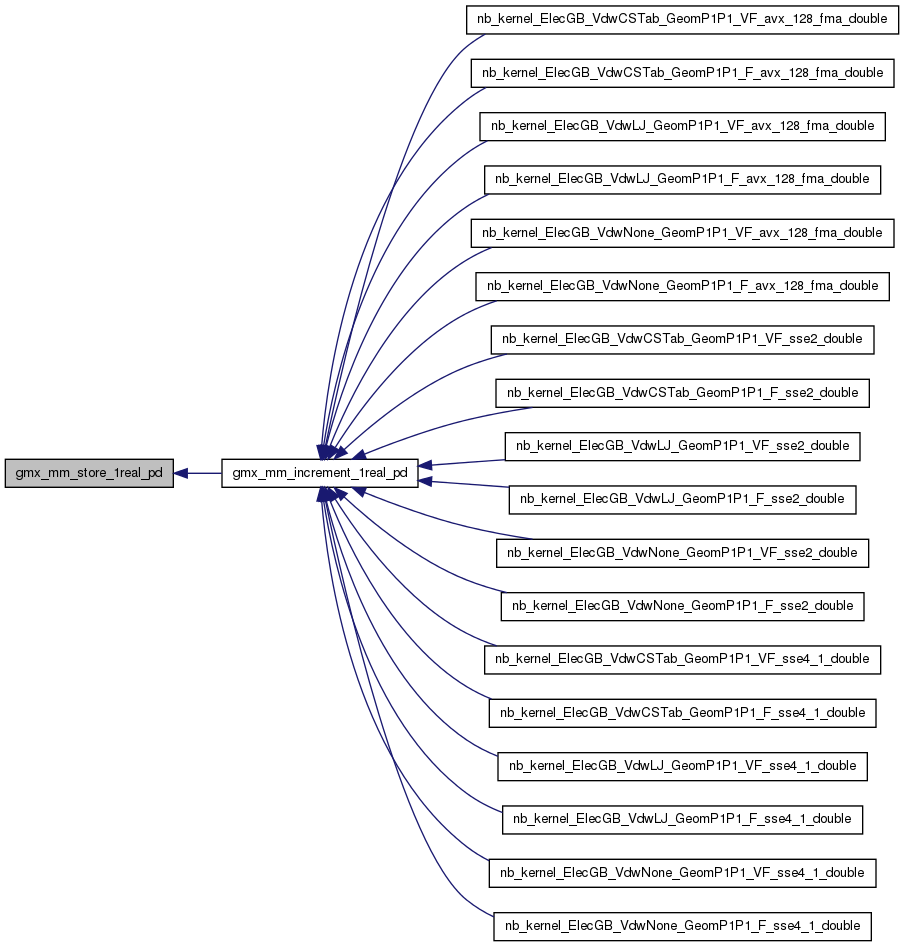 nb_kernel_ElecGB_VdwCSTab_GeomP1P1_VF_avx_128_fma_double
nb_kernel_ElecGB_VdwCSTab_GeomP1P1_F_avx_128_fma_double
nb_kernel_ElecGB_VdwLJ_GeomP1P1_VF_avx_128_fma_double
nb_kernel_ElecGB_VdwLJ_GeomP1P1_F_avx_128_fma_double
nb_kernel_ElecGB_VdwNone_GeomP1P1_VF_avx_128_fma_double
nb_kernel_ElecGB_VdwNone_GeomP1P1_F_avx_128_fma_double
nb_kernel_ElecGB_VdwCSTab_GeomP1P1_VF_sse2_double
nb_kernel_ElecGB_VdwCSTab_GeomP1P1_F_sse2_double
nb_kernel_ElecGB_VdwLJ_GeomP1P1_VF_sse2_double
gmx_mm_store_1real_pd
gmx_mm_increment_1real_pd
nb_kernel_ElecGB_VdwLJ_GeomP1P1_F_sse2_double
nb_kernel_ElecGB_VdwNone_GeomP1P1_VF_sse2_double
nb_kernel_ElecGB_VdwNone_GeomP1P1_F_sse2_double
nb_kernel_ElecGB_VdwCSTab_GeomP1P1_VF_sse4_1_double
nb_kernel_ElecGB_VdwCSTab_GeomP1P1_F_sse4_1_double
nb_kernel_ElecGB_VdwLJ_GeomP1P1_VF_sse4_1_double
nb_kernel_ElecGB_VdwLJ_GeomP1P1_F_sse4_1_double
nb_kernel_ElecGB_VdwNone_GeomP1P1_VF_sse4_1_double
nb_kernel_ElecGB_VdwNone_GeomP1P1_F_sse4_1_double